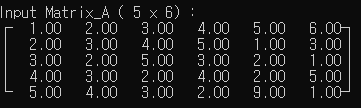 Input Matrix_A ( 5 x 6) :
┌ 1.00 2.00 3.00 4.00 5.00 6.00┐
│ 2.00 3.00 4.00 5.00 1.00 3.00│
│ 3.00 2.00 5.00 3.00 1.00 2.00│
│ 4.00 3.00 2.00 5.00 2.00 1.00│
└ 5.00 4.00 3.00 2.00 9.00 1.00┘